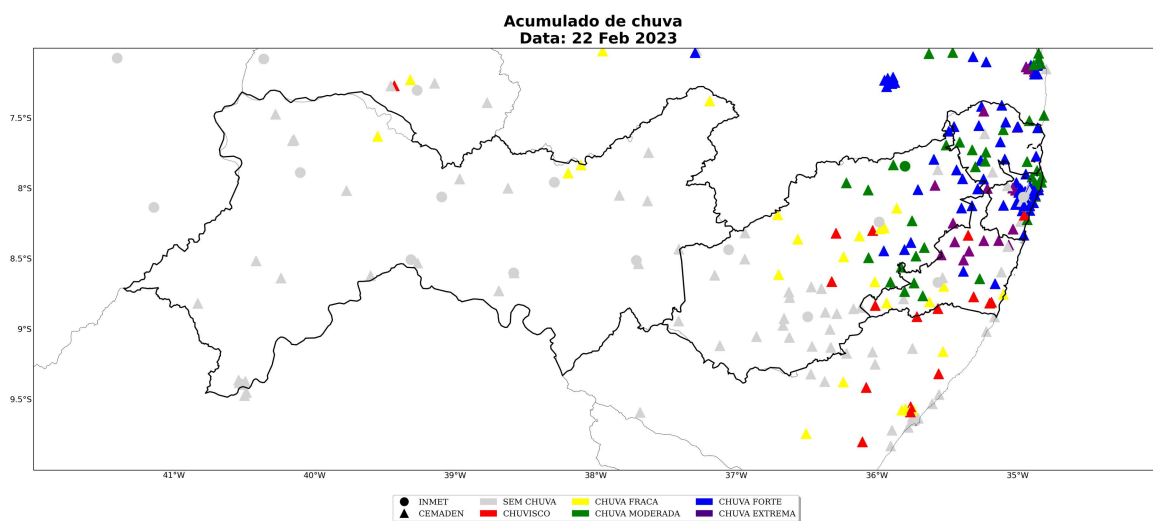 Acumulado de chuva
Data: 22 Feb 2023
7.5°S
8°S
8.5°S
9°S
9.5°S
41°W 40°W 39°W 38°W 37°W 36°W 35°W
INMET SEM CHUVA CHUVA FRACA CHUVA FORTE
CEMADEN CHUVISCO CHUVA MODERADA CHUVA EXTREMA